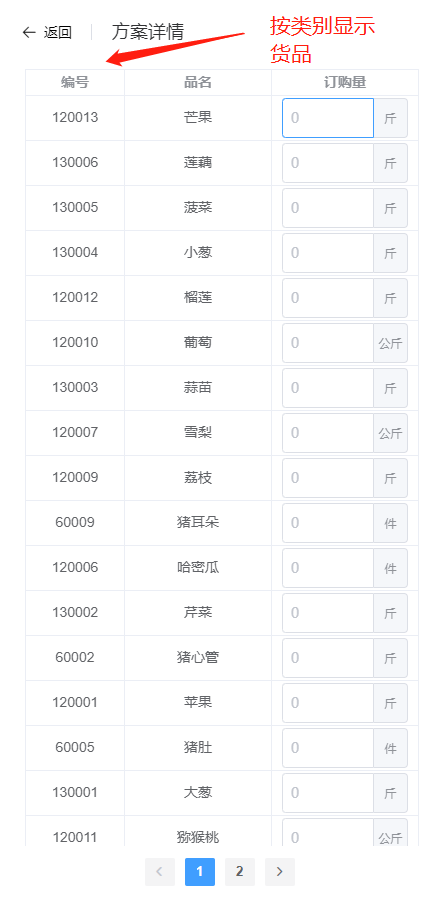 返回 方案详情 按类别显示
货品
编号 品名 订购量
120013 芒果 0 斤
130006 莲藕 0 斤
130005 菠菜 0 斤
130004 小葱 0 斤
120012 榴莲 0 斤
120010 葡萄 0 公斤
130003 蒜苗 0 斤
120007 雪梨 0 公斤
120009 荔枝 0 斤
60009 猪耳朵 0 件
120006 哈密瓜 0 件
130002 芹菜 0 斤
60002 猪心管 0 斤
120001 苹果 0 斤
60005 猪肚 0 件
130001 大葱 0 斤
120011 猕猴桃 0 公斤
1 2